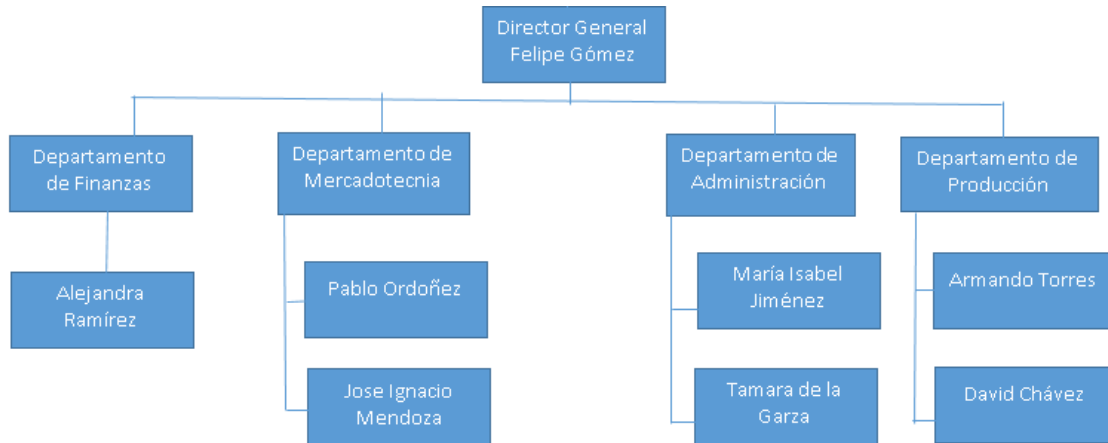 Director General
Felipe Gómez
Departamento
de Finanzas
Departamento de
Mercadotecnia
Departamento de
Administración
Departamento de
Producción
Alejandra
Ramírez
Pablo Ordoñez
María Isabel
Jiménez
Armando Torres
Jose Ignacio
Mendoza
Tamara de la
Garza
David Chávez